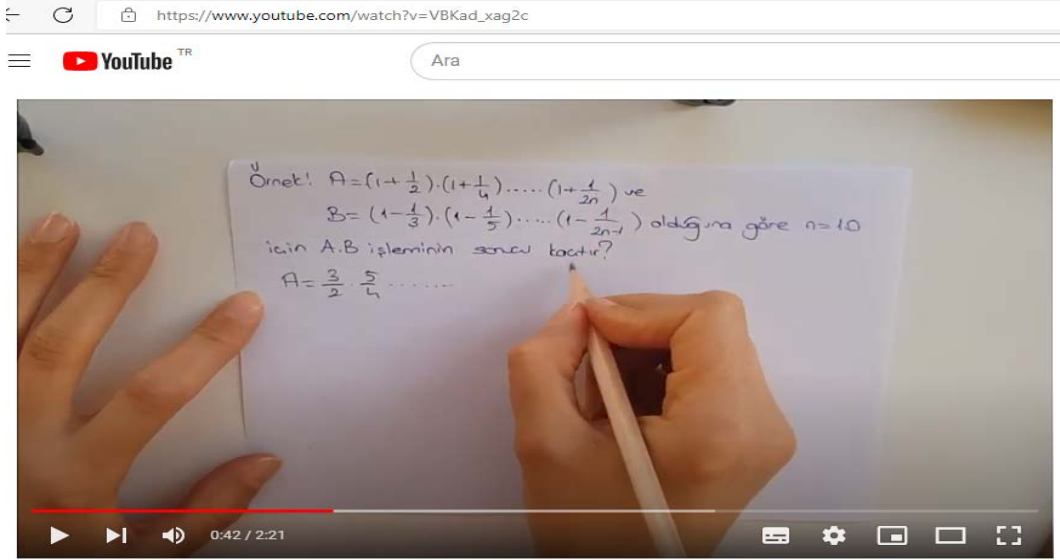 https://www.youtube.com/watch?v=VBKad_xag2c
YouTube TR
Ara
Örnek! A=(1+1/2).(1+1/4).....(1+1/2n) ve
B=(1-1/3).(1-1/5).....(1-1/2n-1) olduğuna göre n=10
için A.B işleminin sonucu kaçtır?
A=3/2.5/4.......
0:42 / 2:21